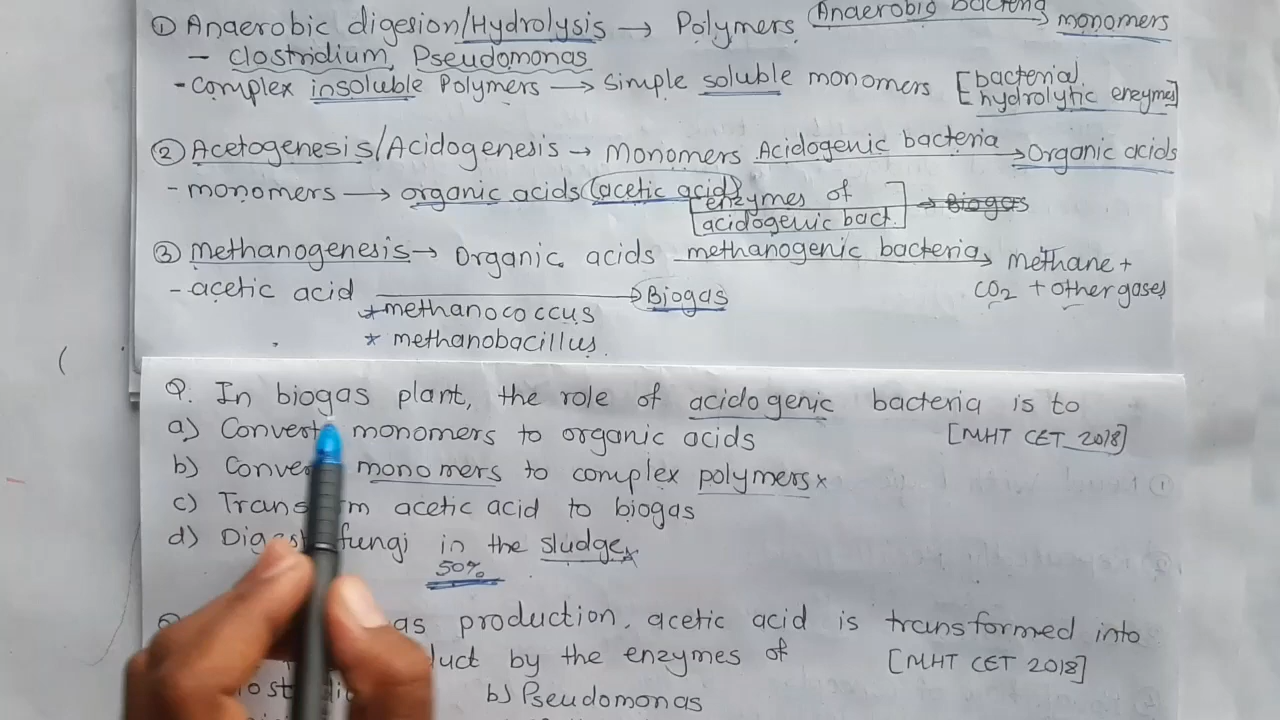 ① Anaerobic digesion/Hydrolysis → Polymers Anaerobic bacteria → monomers
- clostridium, Pseudomonas
- Complex insoluble Polymers → Simple soluble monomers [bacterial hydrolytic enzymes]
② Acetogenesis/Acidogenesis → Monomers Acidogenic bacteria → Organic acids
- monomers → organic acids (acetic acid)
[enzymes of acidogenic bact.] → Biogas
③ methanogenesis → Organic acids methanogenic bacteria → methane +
CO₂ + other gases
- acetic acid → Biogas
* methanococcus
* methanobacillus
Q. In biogas plant, the role of acidogenic bacteria is to
a) Convert monomers to organic acids [MHT CET 2018]
b) Conver monomers to complex polymers ×
c) Trans m acetic acid to biogas
d) Digest fungi in the sludge ×
50%
as production, acetic acid is transformed into
duct by the enzymes of [MHT CET 2018]
b) Pseudomonas